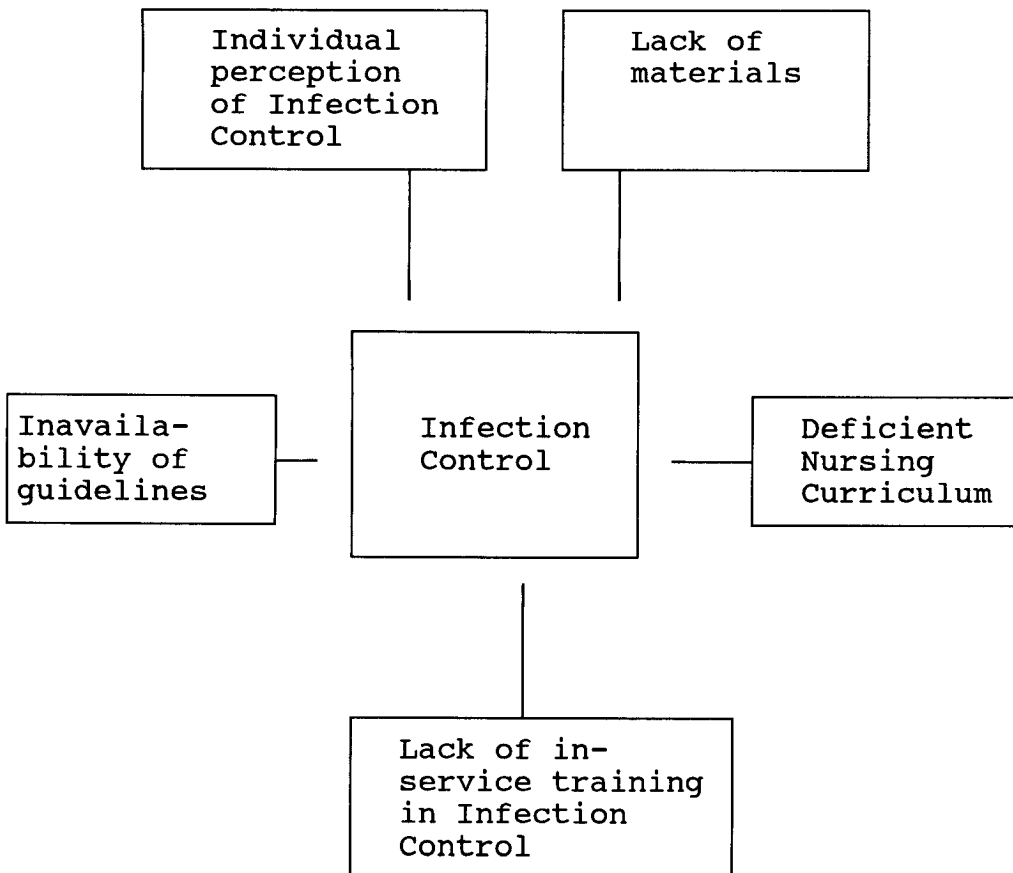 Individual
perception
of Infection
Control
Lack of
materials
Inavaila-
bility of
guidelines
Infection
Control
Deficient
Nursing
Curriculum
Lack of in-
service training
in Infection
Control